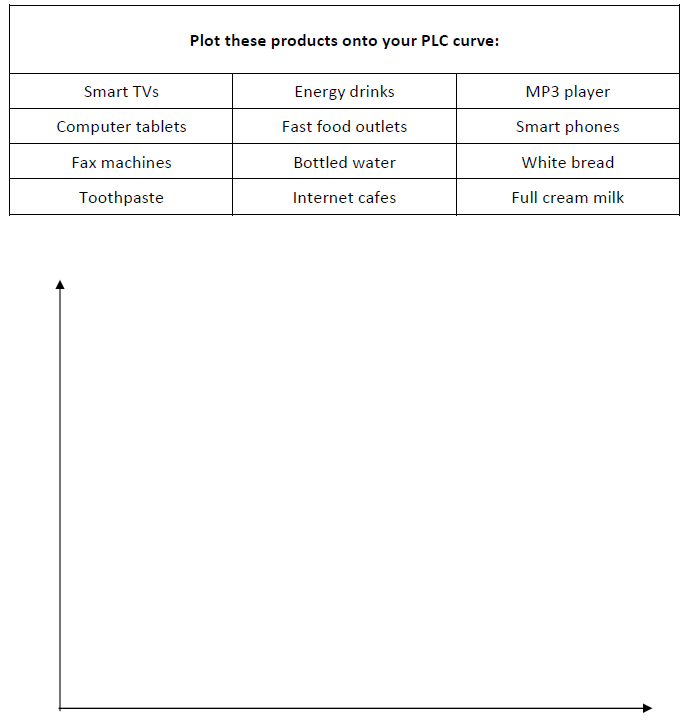 Plot these products onto your PLC curve:
Smart TVs Energy drinks MP3 player
Computer tablets Fast food outlets Smart phones
Fax machines Bottled water White bread
Toothpaste Internet cafes Full cream milk